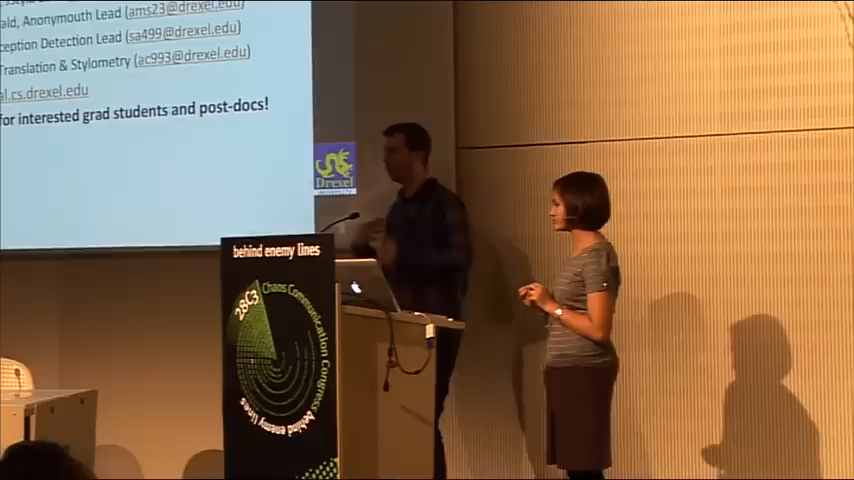 ald, Anonymouth Lead (ams23@drexel.edu
ception Detection Lead (sa499@drexel.edu)
Translation & Stylometry (ac993@drexel.edu)
al.cs.drexel.edu
for interested grad students and post-docs!
Drexel
behind enemy lines
28C3
Chaos Communication Congress
behind enemy lines